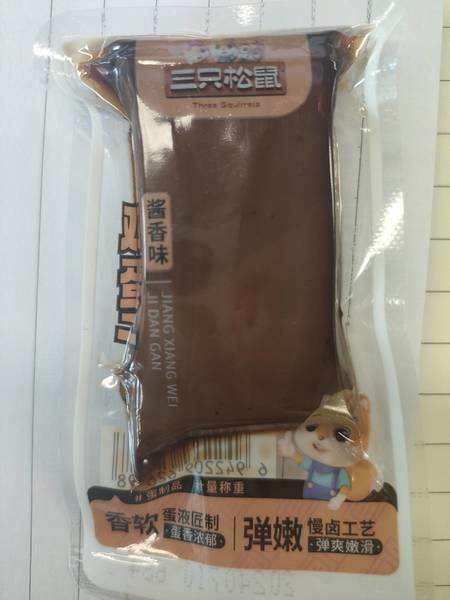 三只松鼠
Three Squirrels
酱香味
JIANG XIANG WEI
JI DAN GAN
蛋制品
计量称重
香软
蛋液匠制
蛋香浓郁
弹嫩
慢卤工艺
弹爽嫩滑